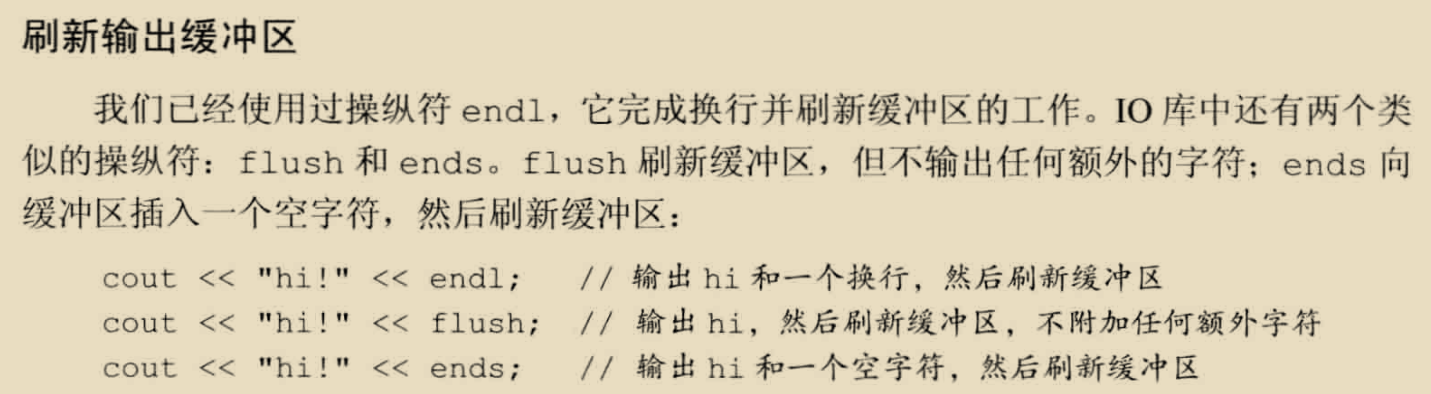 刷新输出缓冲区
我们已经使用过操纵符 endl，它完成换行并刷新缓冲区的工作。IO 库中还有两个类
似的操纵符：flush 和 ends。flush 刷新缓冲区，但不输出任何额外的字符；ends 向
缓冲区插入一个空字符，然后刷新缓冲区：
cout << "hi!" << endl;   // 输出 hi 和一个换行，然后刷新缓冲区
cout << "hi!" << flush;  // 输出 hi，然后刷新缓冲区，不附加任何额外字符
cout << "hi!" << ends;   // 输出 hi 和一个空字符，然后刷新缓冲区